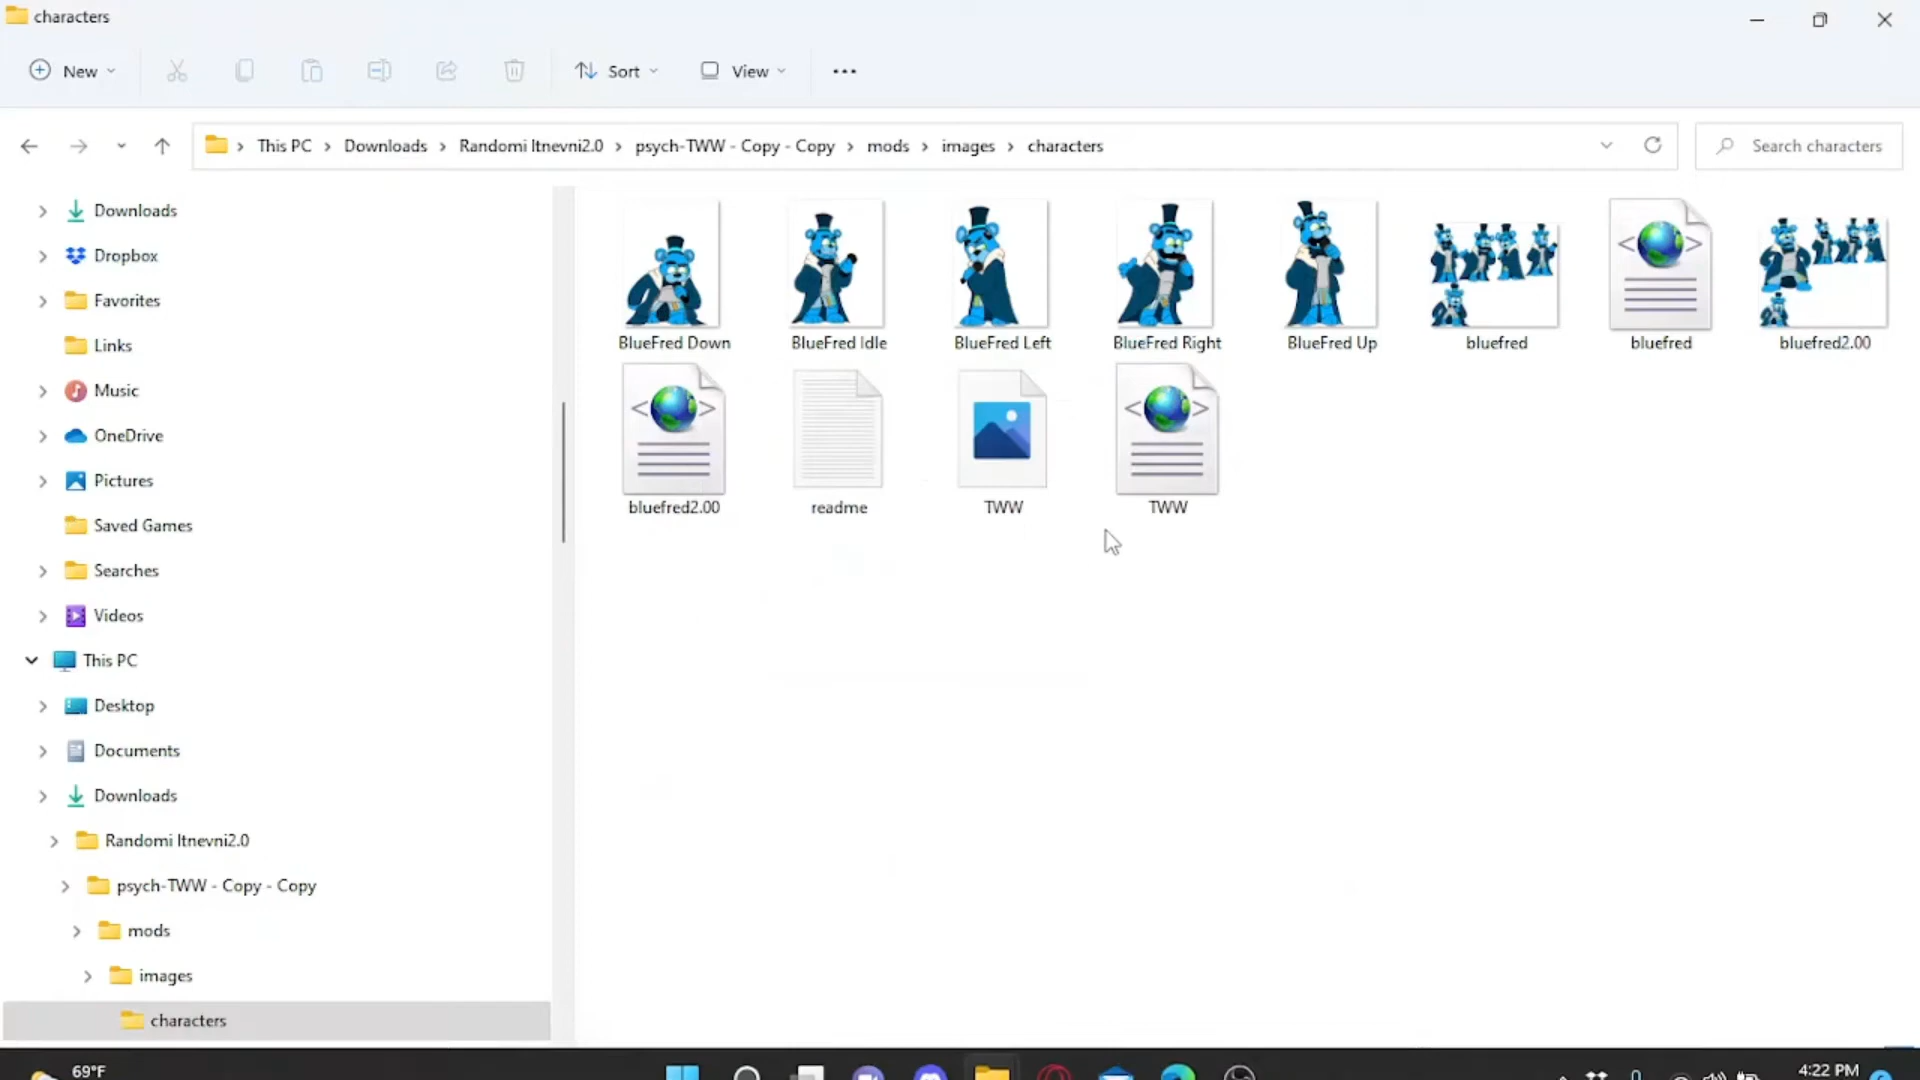 characters
New
Sort
View
This PC
Downloads
Randomi Itnevni2.0
psych-TWW - Copy - Copy
mods
images
characters
Search characters
Downloads
Dropbox
Favorites
Links
Music
OneDrive
Pictures
Saved Games
Searches
Videos
This PC
Desktop
Documents
Downloads
Randomi Itnevni2.0
psych-TWW - Copy - Copy
mods
images
characters
BlueFred Down
BlueFred Idle
BlueFred Left
BlueFred Right
BlueFred Up
bluefred
bluefred
bluefred2.00
bluefred2.00
readme
TWW
TWW
69°F
4:22 PM